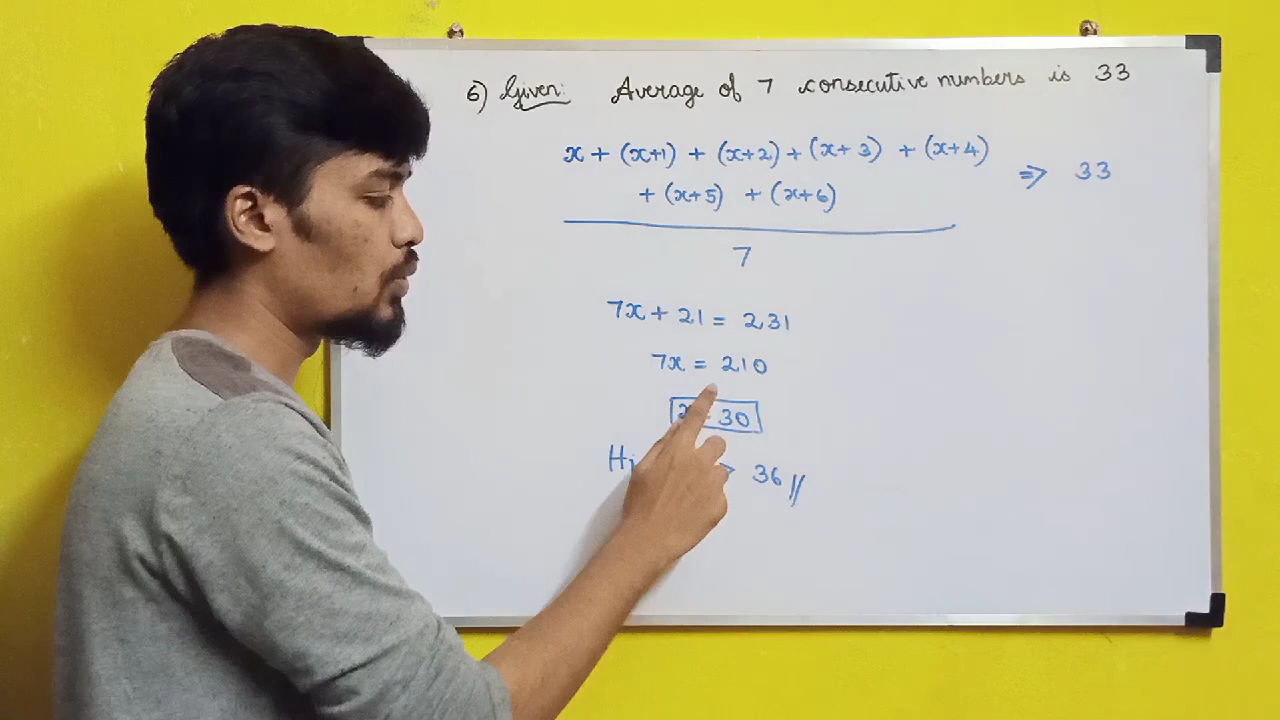 6) Given: Average of 7 consecutive numbers is 33
x + (x+1) + (x+2) + (x+3) + (x+4)
+ (x+5) + (x+6)
⇒ 33
7
7x + 21 = 231
7x = 210
x = 30
36 //